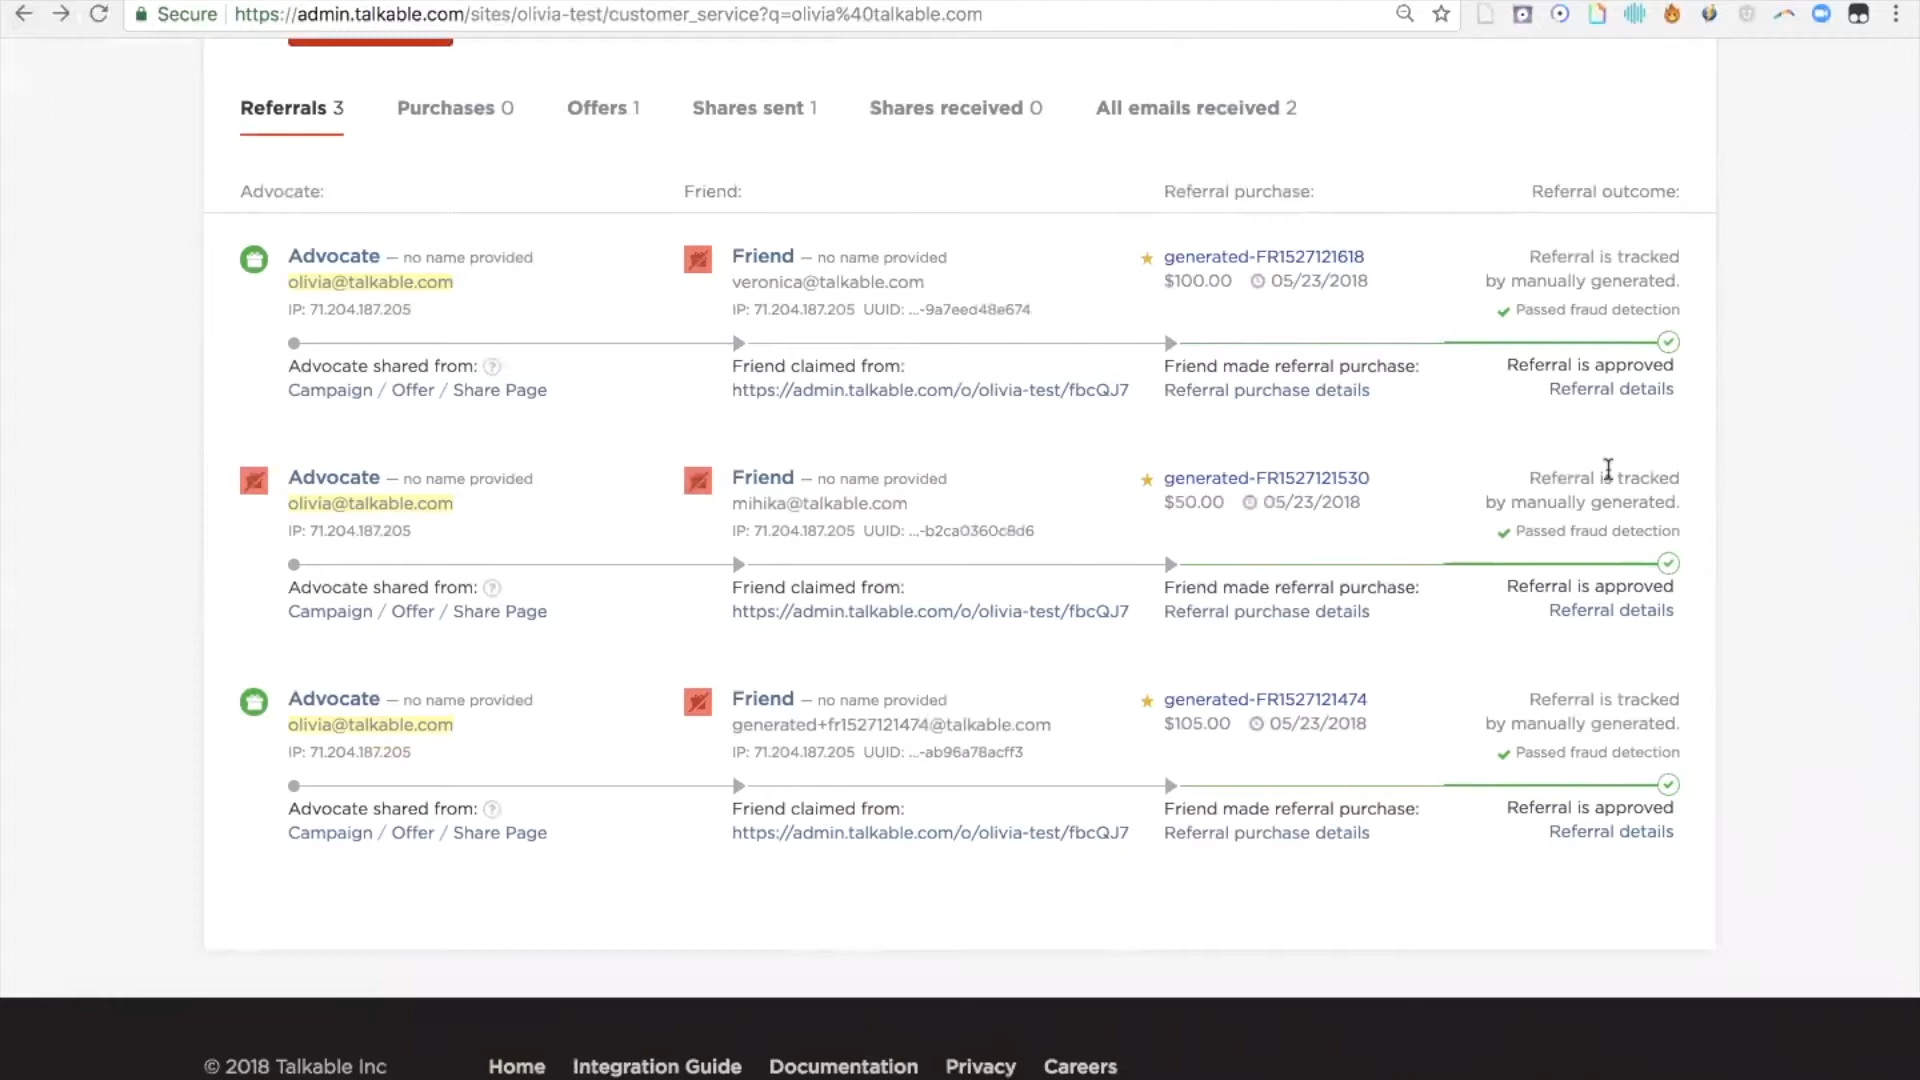 Secure https://admin.talkable.com/sites/olivia-test/customer_service?q=olivia%40talkable.com
Referrals 3 Purchases 0 Offers 1 Shares sent 1 Shares received 0 All emails received 2
Advocate: Friend: Referral purchase: Referral outcome:
Advocate — no name provided Friend — no name provided generated-FR1527121618 Referral is tracked
olivia@talkable.com veronica@talkable.com $100.00 05/23/2018 by manually generated.
IP: 71.204.187.205 IP: 71.204.187.205 UUID: ...-9a7eed48e674 Passed fraud detection
Advocate shared from: ? Friend claimed from: Friend made referral purchase: Referral is approved
Campaign / Offer / Share Page https://admin.talkable.com/o/olivia-test/fbcQJ7 Referral purchase details Referral details
Advocate — no name provided Friend — no name provided generated-FR1527121530 Referral is tracked
olivia@talkable.com mihika@talkable.com $50.00 05/23/2018 by manually generated.
IP: 71.204.187.205 IP: 71.204.187.205 UUID: ...-b2ca0360c8d6 Passed fraud detection
Advocate shared from: ? Friend claimed from: Friend made referral purchase: Referral is approved
Campaign / Offer / Share Page https://admin.talkable.com/o/olivia-test/fbcQJ7 Referral purchase details Referral details
Advocate — no name provided Friend — no name provided generated-FR1527121474 Referral is tracked
olivia@talkable.com generated+fr1527121474@talkable.com $105.00 05/23/2018 by manually generated.
IP: 71.204.187.205 IP: 71.204.187.205 UUID: ...-ab96a78acff3 Passed fraud detection
Advocate shared from: ? Friend claimed from: Friend made referral purchase: Referral is approved
Campaign / Offer / Share Page https://admin.talkable.com/o/olivia-test/fbcQJ7 Referral purchase details Referral details
© 2018 Talkable Inc Home Integration Guide Documentation Privacy Careers